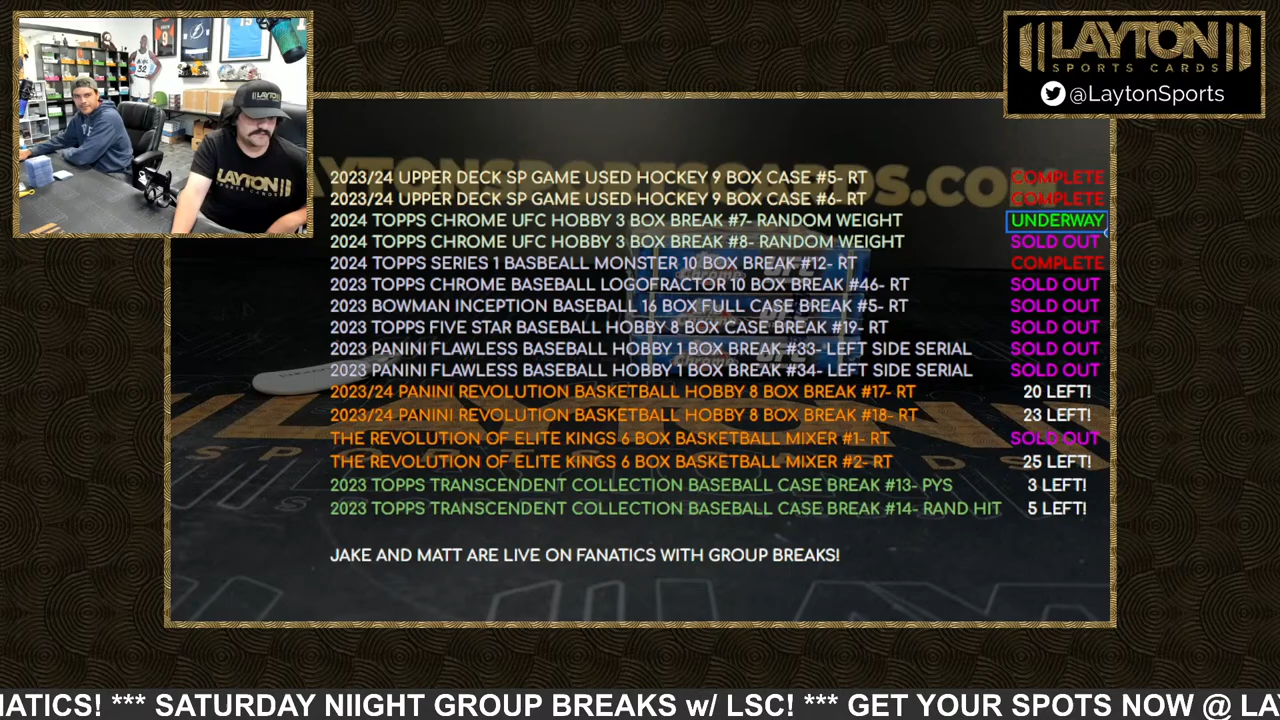 LAYTON
SPORTS CARDS
@LaytonSports
LAYTON
SPORTS CARDS
2023/24 UPPER DECK SP GAME USED HOCKEY 9 BOX CASE #5- RT COMPLETE
2023/24 UPPER DECK SP GAME USED HOCKEY 9 BOX CASE #6- RT COMPLETE
2024 TOPPS CHROME UFC HOBBY 3 BOX BREAK #7- RANDOM WEIGHT UNDERWAY
2024 TOPPS CHROME UFC HOBBY 3 BOX BREAK #8- RANDOM WEIGHT SOLD OUT
2024 TOPPS SERIES 1 BASBEALL MONSTER 10 BOX BREAK #12- RT COMPLETE
2023 TOPPS CHROME BASEBALL LOGOFRACTOR 10 BOX BREAK #46- RT SOLD OUT
2023 BOWMAN INCEPTION BASEBALL 16 BOX FULL CASE BREAK #5- RT SOLD OUT
2023 TOPPS FIVE STAR BASEBALL HOBBY 8 BOX CASE BREAK #19- RT SOLD OUT
2023 PANINI FLAWLESS BASEBALL HOBBY 1 BOX BREAK #33- LEFT SIDE SERIAL SOLD OUT
2023 PANINI FLAWLESS BASEBALL HOBBY 1 BOX BREAK #34- LEFT SIDE SERIAL SOLD OUT
2023/24 PANINI REVOLUTION BASKETBALL HOBBY 8 BOX BREAK #17- RT 20 LEFT!
2023/24 PANINI REVOLUTION BASKETBALL HOBBY 8 BOX BREAK #18- RT 23 LEFT!
THE REVOLUTION OF ELITE KINGS 6 BOX BASKETBALL MIXER #1- RT SOLD OUT
THE REVOLUTION OF ELITE KINGS 6 BOX BASKETBALL MIXER #2- RT 25 LEFT!
2023 TOPPS TRANSCENDENT COLLECTION BASEBALL CASE BREAK #13- PYS 3 LEFT!
2023 TOPPS TRANSCENDENT COLLECTION BASEBALL CASE BREAK #14- RAND HIT 5 LEFT!
JAKE AND MATT ARE LIVE ON FANATICS WITH GROUP BREAKS!
NATICS! *** SATURDAY NIIGHT GROUP BREAKS w/ LSC! *** GET YOUR SPOTS NOW @ LA